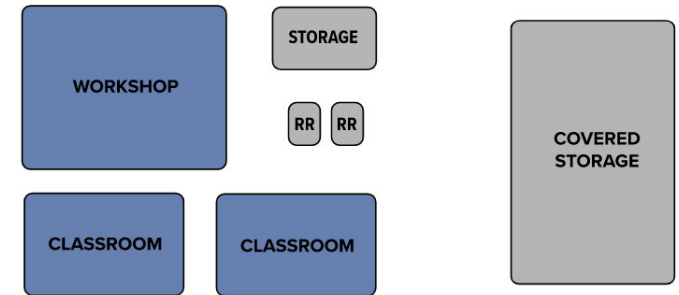 WORKSHOP
STORAGE
RR
RR
COVERED
STORAGE
CLASSROOM
CLASSROOM